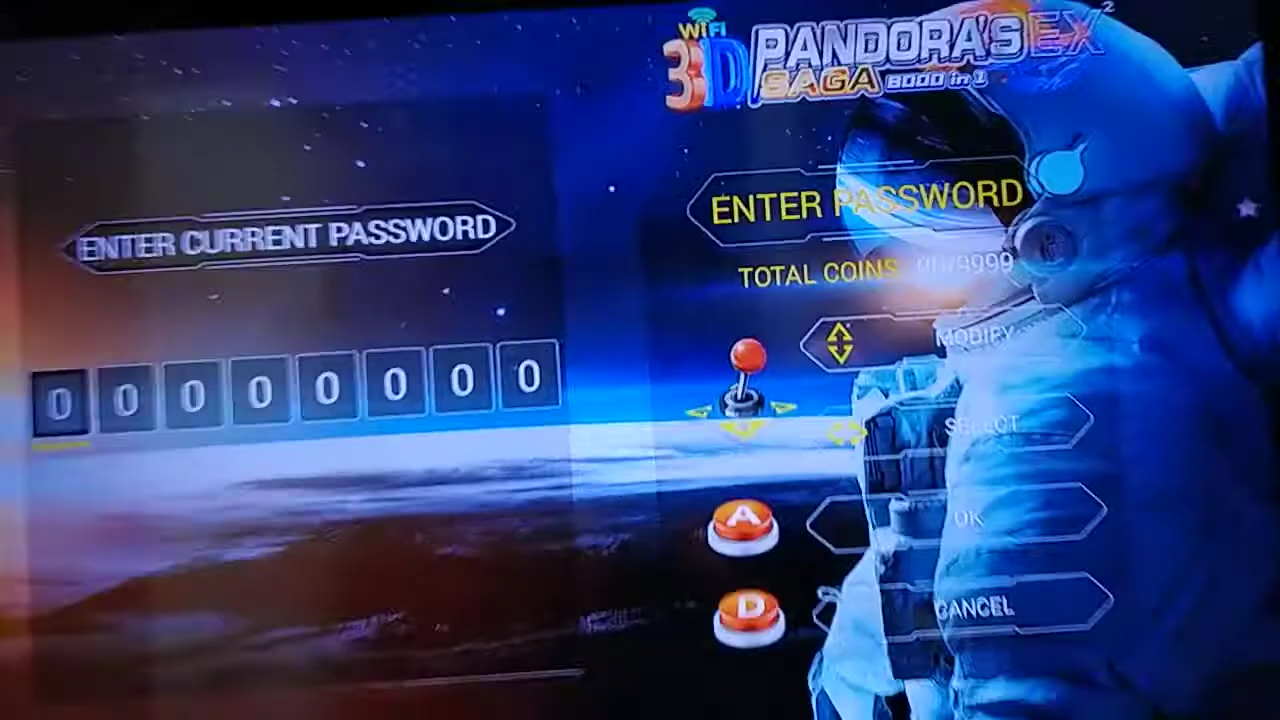 WiFi
3D PANDORA'S EX²
SAGA 8000 in 1
ENTER CURRENT PASSWORD
0 0 0 0 0 0 0 0
ENTER PASSWORD
TOTAL COINS:
MODIFY
SELECT
A OK
D CANCEL